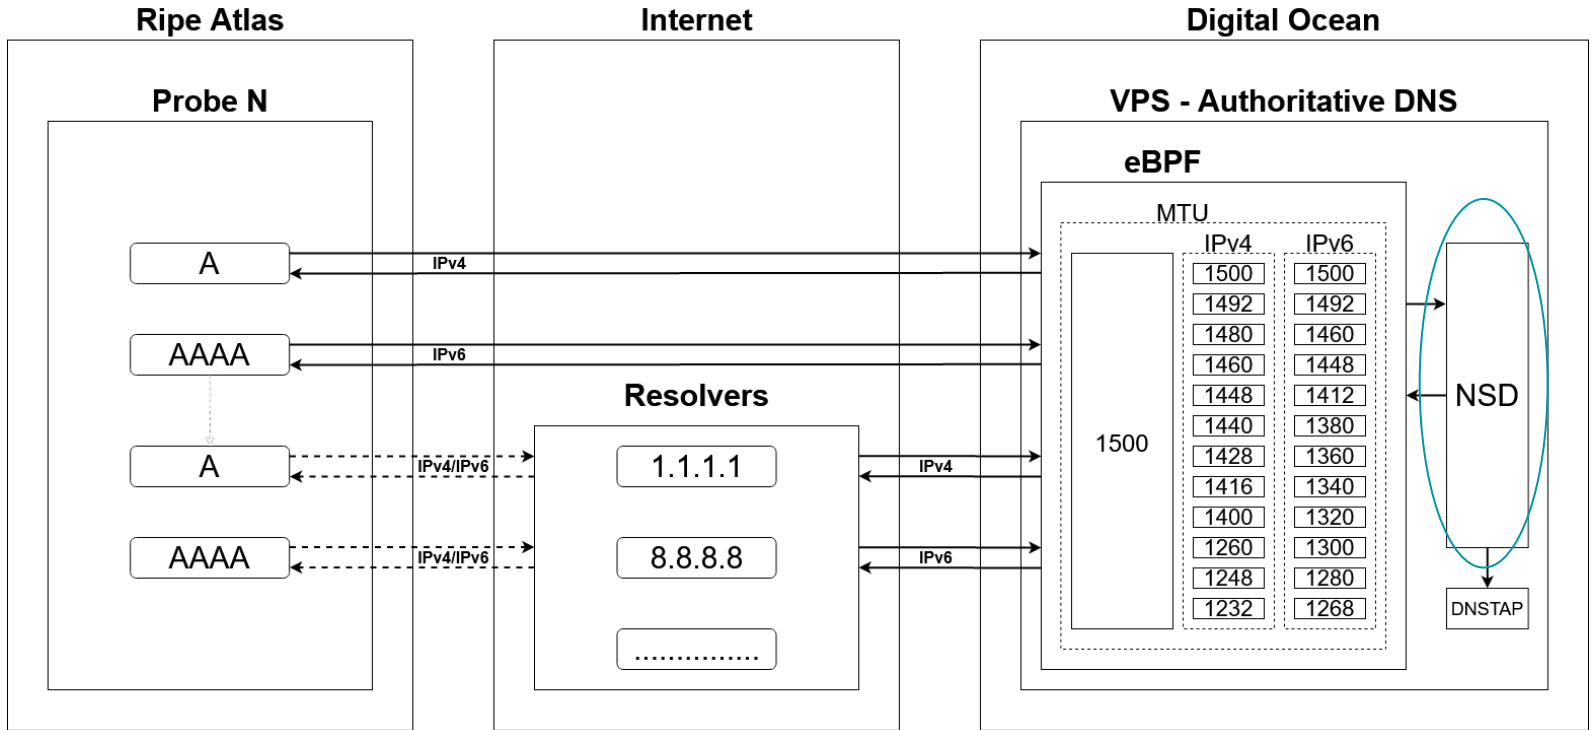 Ripe Atlas
Internet
Digital Ocean
Probe N
VPS - Authoritative DNS
eBPF
MTU
IPv4
IPv6
A
IPv4
AAAA
IPv6
A
IPv4/IPv6
AAAA
IPv4/IPv6
Resolvers
1.1.1.1
8.8.8.8
...............
IPv4
IPv6
1500
1500
1492
1480
1460
1448
1440
1428
1416
1400
1260
1248
1232
1500
1492
1460
1448
1412
1380
1360
1340
1320
1300
1280
1268
NSD
DNSTAP